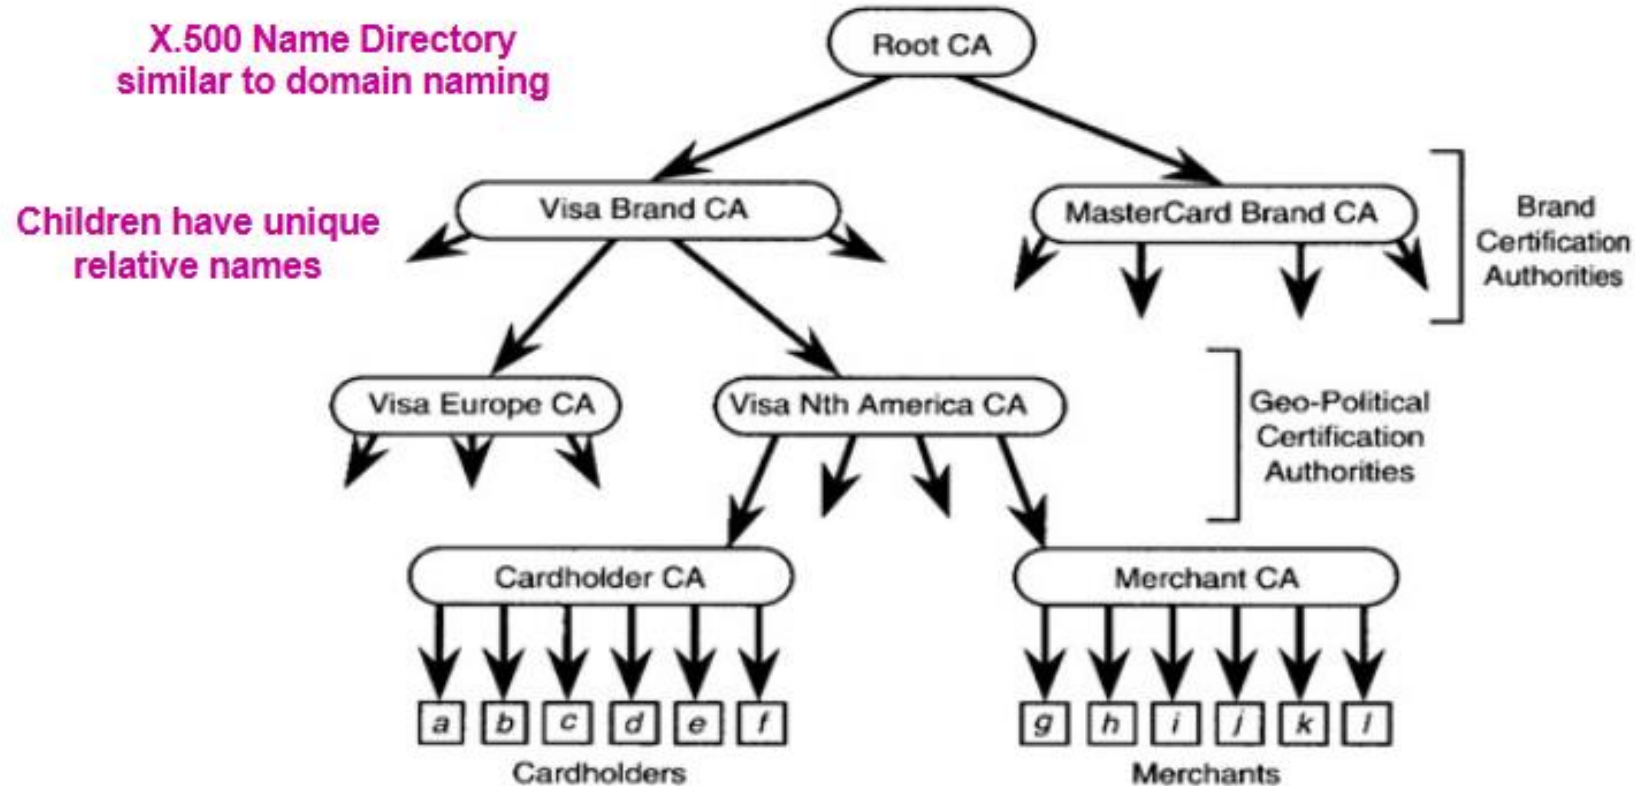 X.500 Name Directory
similar to domain naming
Root CA
Children have unique
relative names
Visa Brand CA
MasterCard Brand CA
Brand
Certification
Authorities
Visa Europe CA
Visa Nth America CA
Geo-Political
Certification
Authorities
Cardholder CA
Merchant CA
a b c d e f
g h i j k l
Cardholders
Merchants